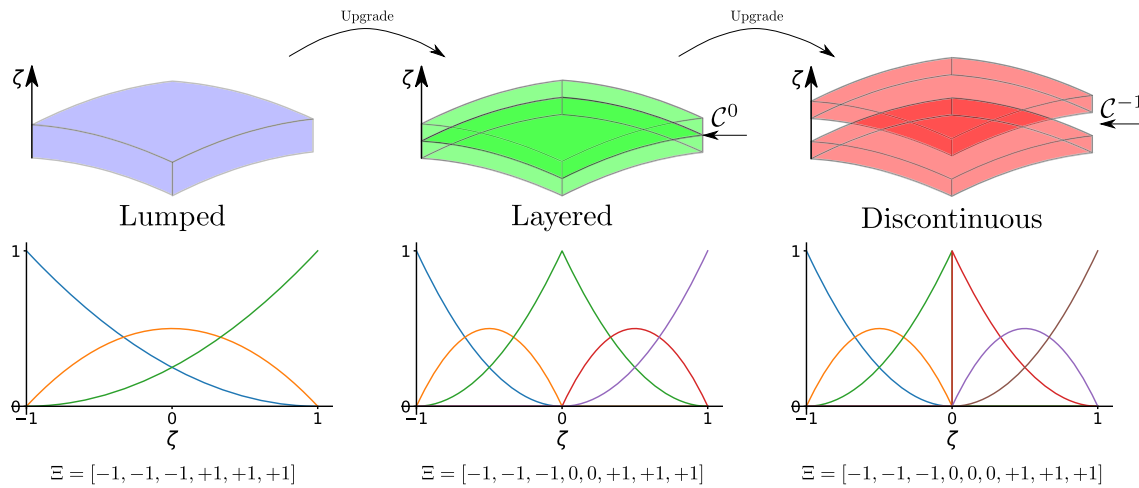 Upgrade
Upgrade
ζ
ζ
C⁰
ζ
C⁻¹
Lumped
Layered
Discontinuous
1
0
−1
0
1
ζ
1
0
−1
0
1
ζ
1
0
−1
0
1
ζ
Ξ = [−1, −1, −1, +1, +1, +1]
Ξ = [−1, −1, −1, 0, 0, +1, +1, +1]
Ξ = [−1, −1, −1, 0, 0, 0, +1, +1, +1]